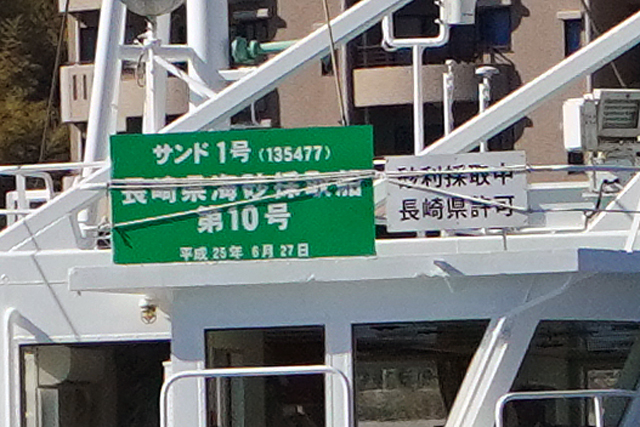 サンド1号(135477)
長崎県海砂採取船
第10号
平成25年 6月27日
砂利採取中
長崎県許可